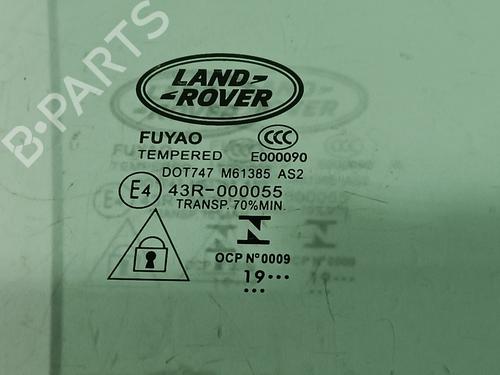 B-PARTS
LAND-
ROVER
FUYAO CCC
TEMPERED E000090
DOT747 M61385 AS2
E4 43R-000055
TRANSP. 70%MIN.
OCP Nº0009
19•••
•••